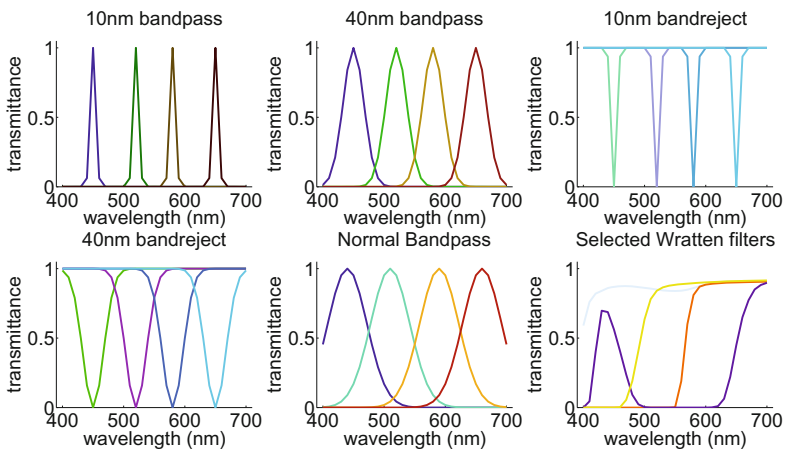 10nm bandpass
40nm bandpass
10nm bandreject
transmittance
1
0.5
0
400 500 600 700
wavelength (nm)
transmittance
1
0.5
0
400 500 600 700
wavelength (nm)
transmittance
1
0.5
0
400 500 600 700
wavelength (nm)
40nm bandreject
Normal Bandpass
Selected Wratten filters
transmittance
1
0.5
0
400 500 600 700
wavelength (nm)
transmittance
1
0.5
0
400 500 600 700
wavelength (nm)
transmittance
1
0.5
0
400 500 600 700
wavelength (nm)